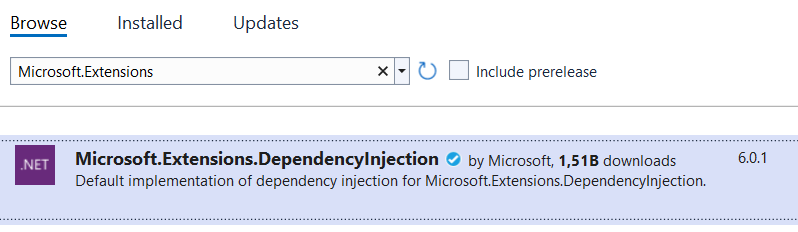 Browse Installed Updates
Microsoft.Extensions Include prerelease
.NET Microsoft.Extensions.DependencyInjection by Microsoft, 1,51B downloads 6.0.1
Default implementation of dependency injection for Microsoft.Extensions.DependencyInjection.